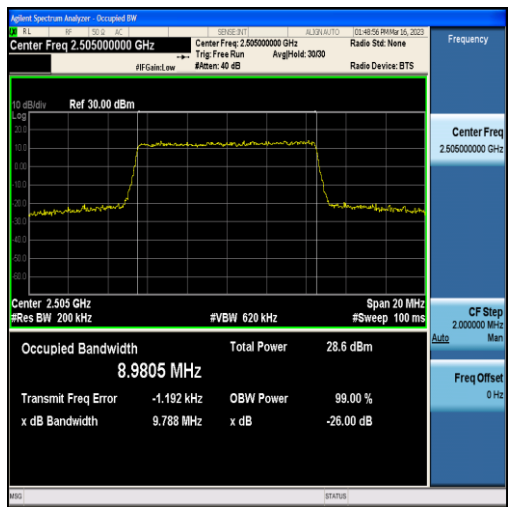 Agilent Spectrum Analyzer - Occupied BW
RL RF 50 Ω AC SENSE:INT ALIGN AUTO 01:48:56 PM Mar 16, 2023
Center Freq 2.505000000 GHz
Center Freq: 2.505000000 GHz
Radio Std: None
Trig: Free Run Avg|Hold: 30/30
#IFGain:Low #Atten: 40 dB Radio Device: BTS
Frequency
10 dB/div Ref 30.00 dBm
Log
20.0
10.0
0.00
-10.0
-20.0
-30.0
-40.0
-50.0
-60.0
Center Freq
2.505000000 GHz
Center 2.505 GHz Span 20 MHz
#Res BW 200 kHz #VBW 620 kHz #Sweep 100 ms
CF Step
2.000000 MHz
Auto Man
Occupied Bandwidth Total Power 28.6 dBm
8.9805 MHz
Transmit Freq Error -1.192 kHz OBW Power 99.00 %
x dB Bandwidth 9.788 MHz x dB -26.00 dB
Freq Offset
0 Hz
MSG STATUS